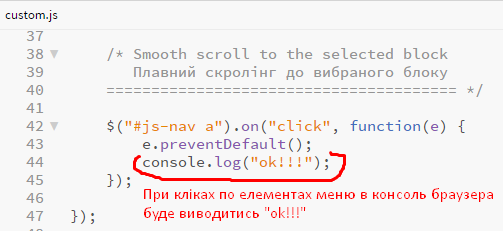 custom.js
37
38 /* Smooth scroll to the selected block
39 Плавний скролінг до вибраного блоку
40 ======================================= */
41
42 $("#js-nav a").on("click", function(e) {
43 e.preventDefault();
44 console.log("ok!!!");
45 });
46
47 });
При кліках по елементах меню в консоль браузера
буде виводитись "ok!!!"